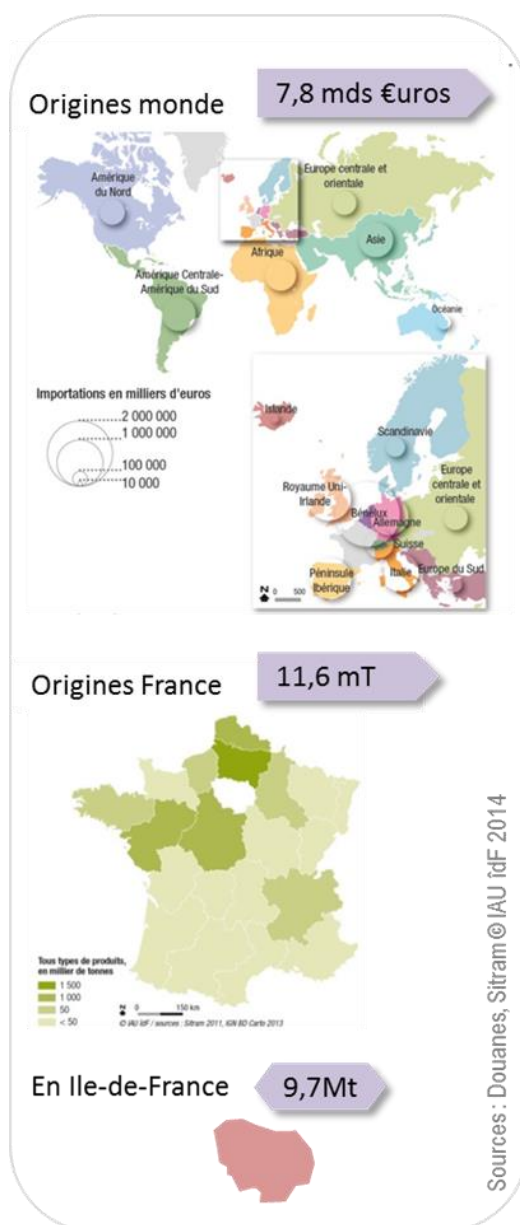 Origines monde
7,8 mds €uros
Amérique
du Nord
Europe centrale et
orientale
Asie
Afrique
Amérique Centrale-
Amérique du Sud
Océanie
Importations en milliers d'euros
2 000 000
1 000 000
100 000
10 000
Islande
Scandinavie
Royaume Uni-
Irlande
Europe
centrale et
orientale
Bénélux
Allemagne
Suisse
Péninsule
Ibérique
Italie
Europe du Sud
N
0 500
Origines France
11,6 mT
Tous types de produits,
en millier de tonnes
1 500
1 000
50
< 50
N
0 150 km
© IAU îdF / sources : Sitram 2011, IGN BD Carto 2013
En Ile-de-France
9,7Mt
Sources : Douanes, Sitram © IAU îdF 2014